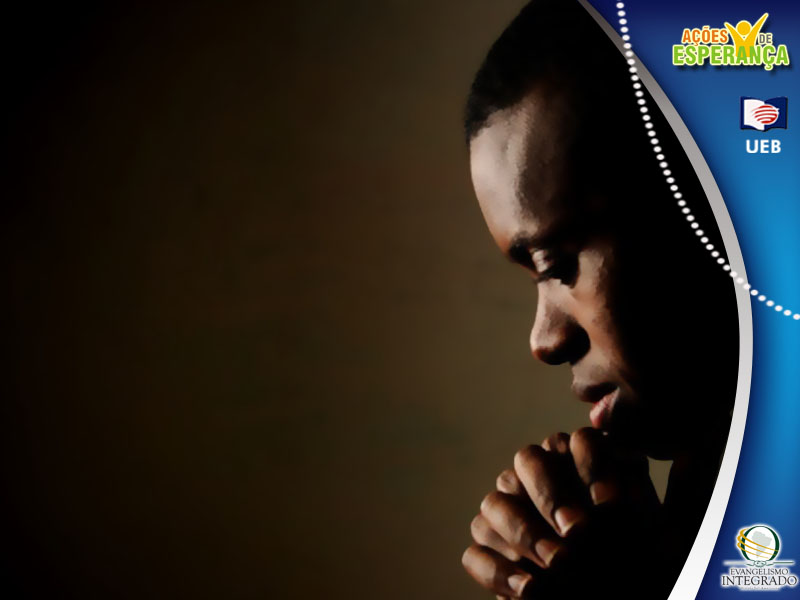 AÇÕES DE
ESPERANÇA
UEB
EVANGELISMO
INTEGRADO